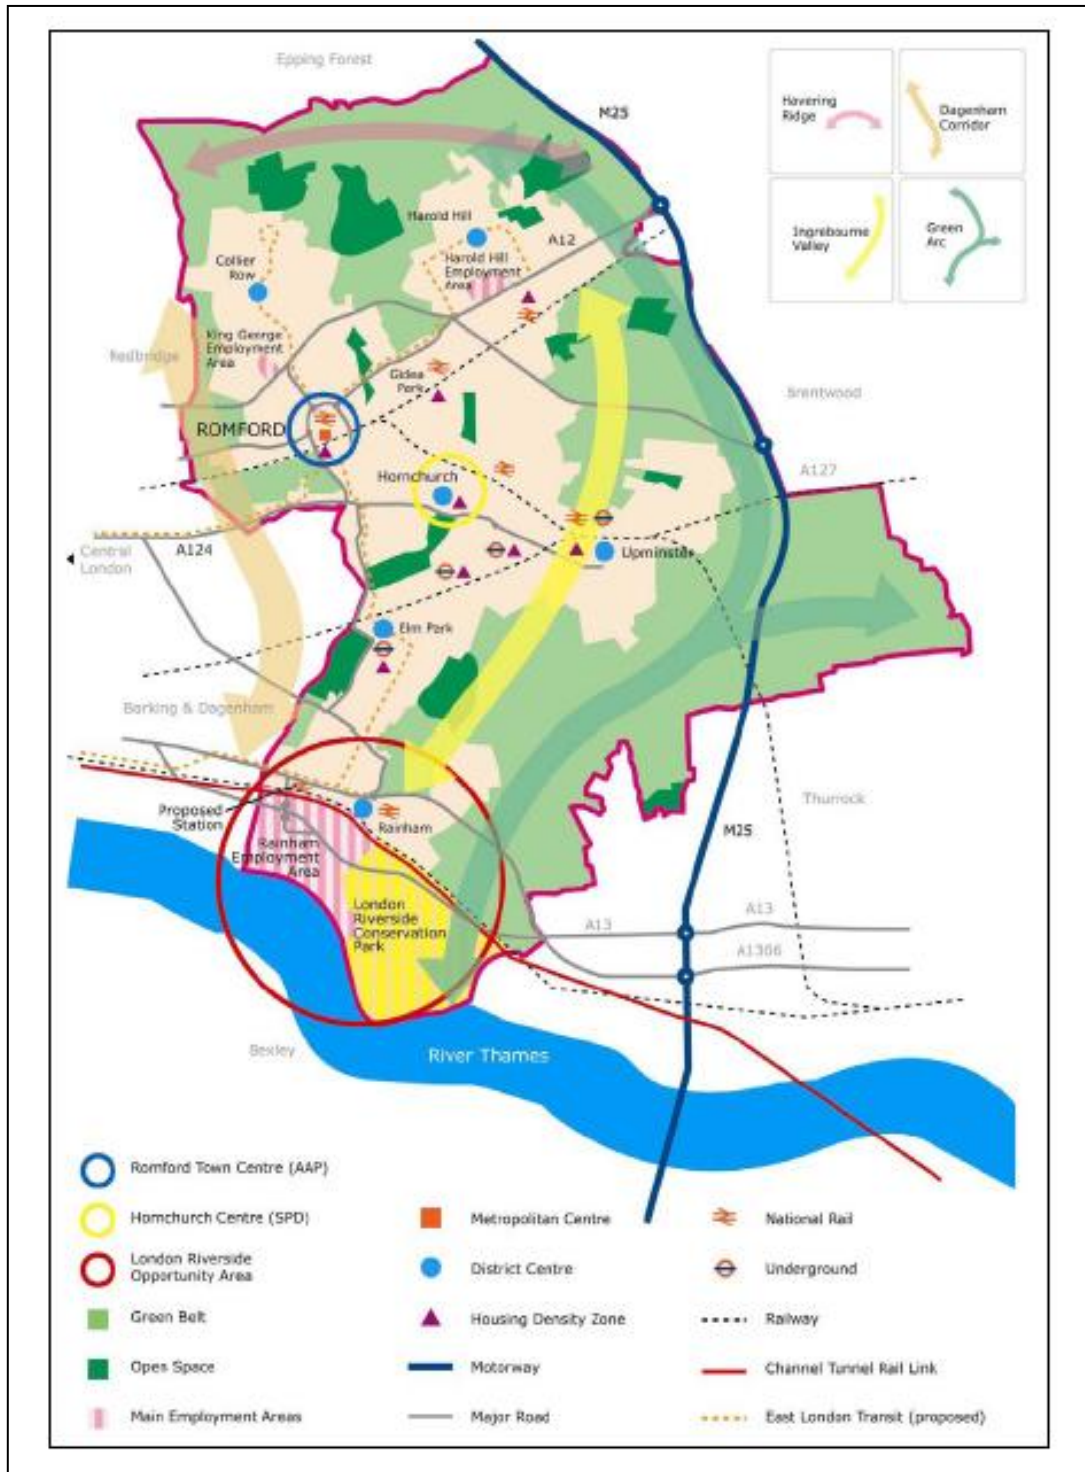 Epping Forest
M25
Havering
Ridge
Dagenham
Corridor
Ingrebourne
Valley
Green
Arc
Harold Hill
A12
Collier
Row
Harold Hill
Employment
Area
King George
Employment
Area
Redbridge
Gidea
Park
Brentwood
ROMFORD
A127
Hornchurch
A124
Central
London
Upminster
Elm Park
Barking & Dagenham
Thurrock
Proposed
Station
Rainham
M25
Rainham
Employment
Area
London
Riverside
Conservation
Park
A13
A13
A1306
Bexley
River Thames
Romford Town Centre (AAP)
Hornchurch Centre (SPD)
Metropolitan Centre
National Rail
London Riverside
Opportunity Area
District Centre
Underground
Green Belt
Housing Density Zone
Railway
Open Space
Motorway
Channel Tunnel Rail Link
Main Employment Areas
Major Road
East London Transit (proposed)